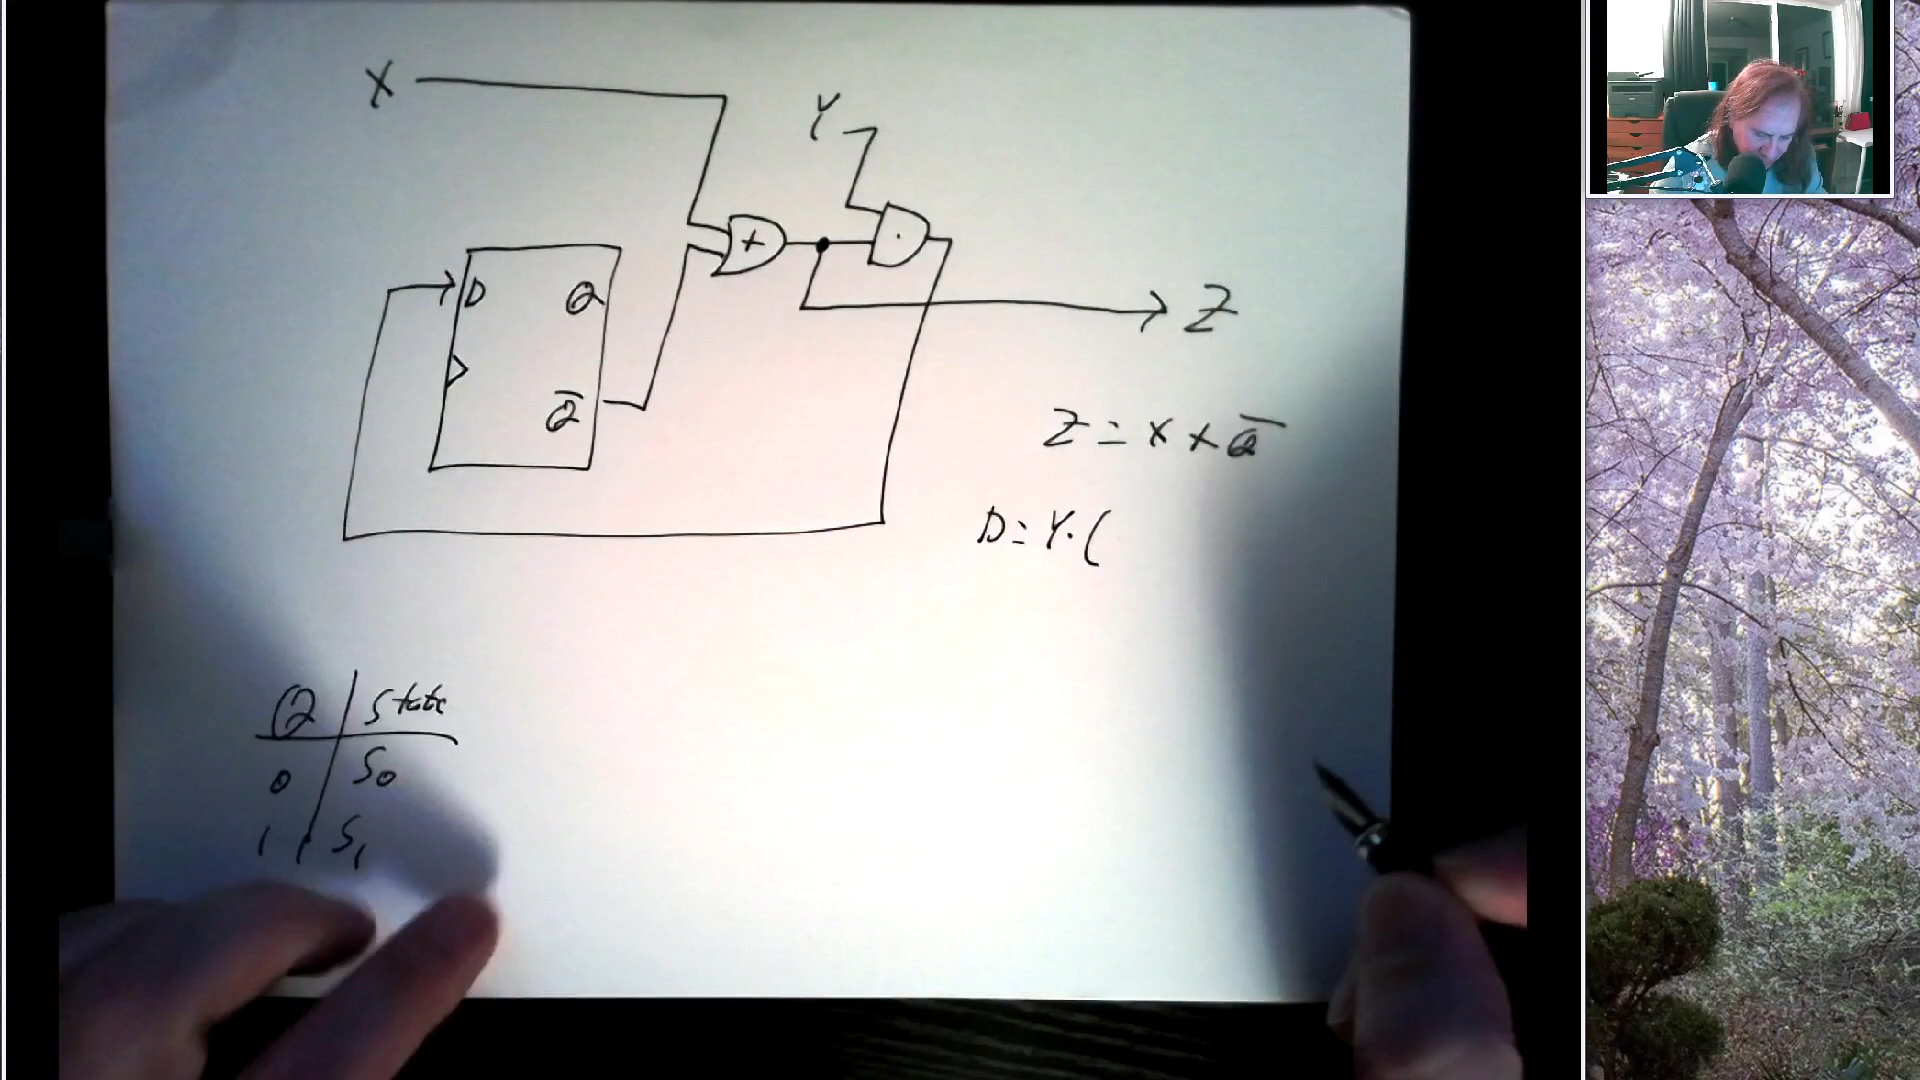 X
Y
+
·
D Q
Z
Q̅
Z = X + Q̅
D = Y · (
Q | State
0 | S0
1 | S1